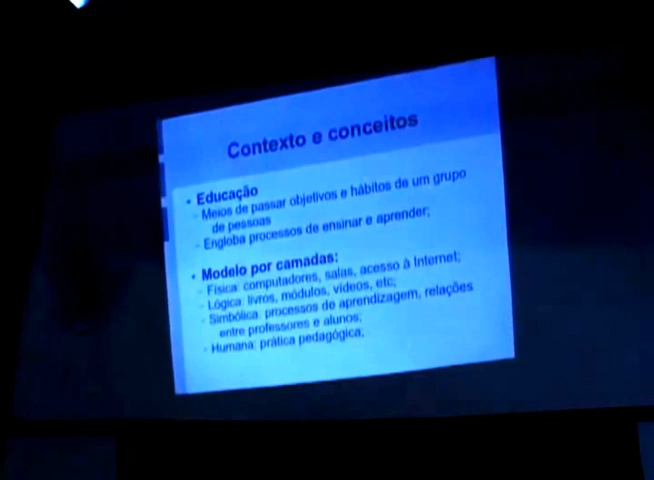 Contexto e conceitos
• Educação
- Meios de passar objetivos e hábitos de um grupo
de pessoas
- Engloba processos de ensinar e aprender;
• Modelo por camadas:
- Física: computadores, salas, acesso à Internet;
- Lógica: livros, módulos, vídeos, etc;
- Simbólica: processos de aprendizagem, relações
entre professores e alunos;
- Humana: prática pedagógica;